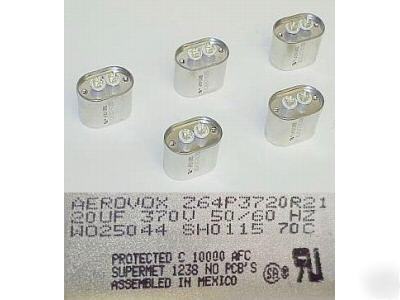 AEROVOX Z64P3720R21
20UF 370V 50/60 HZ
W025044 SH0115 70C
PROTECTED C 10000 AFC
SUPERMET 1238 NO PCB'S
ASSEMBLED IN MEXICO